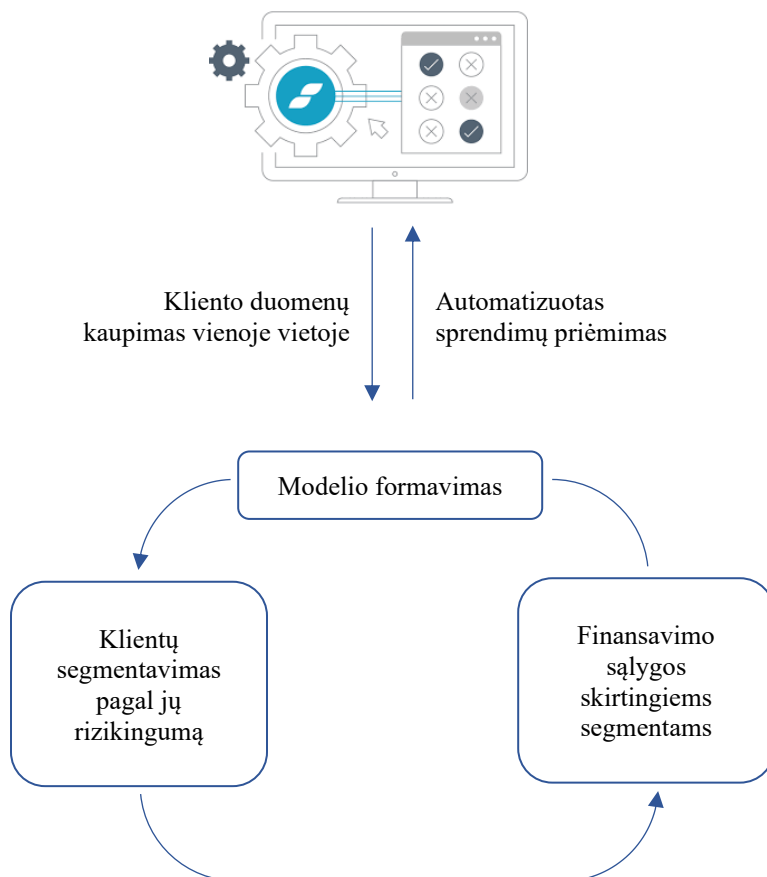 Kliento duomenų
kaupimas vienoje vietoje
Automatizuotas
sprendimų priėmimas
Modelio formavimas
Klientų
segmentavimas
pagal jų
rizikingumą
Finansavimo
sąlygos
skirtingiems
segmentams